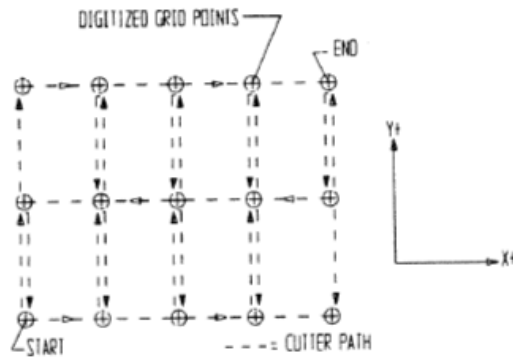 DIGITIZED GRID POINTS
END
Y+
X+
START
- - - - = CUTTER PATH